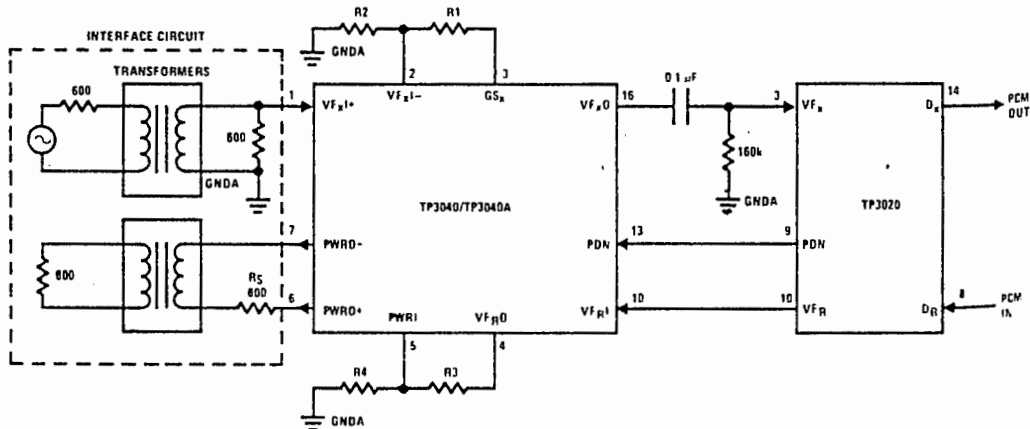 INTERFACE CIRCUIT
TRANSFORMERS
600
600
GNDA
R2
R1
GNDA
2
3
1
VFxI+
VFxI−
GSx
VFxO
16
0.1 µF
3
VFx
Dx
14
PCM
OUT
160k
GNDA
TP3040/TP3040A
TP3020
7
PWRO−
PDN
13
9
PDN
600
RS
600
6
PWRO+
PWRI
VFRO
VFRI
10
10
VFR
DR
8
PCM
IN
5
4
R4
R3
GNDA